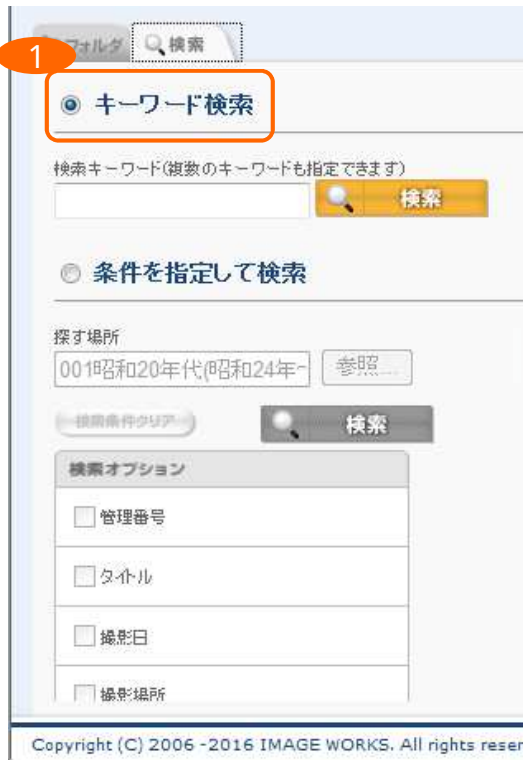 1
フォルダ 検索
キーワード検索
検索キーワード(複数のキーワードも指定できます)
検索
条件を指定して検索
探す場所
001昭和20年代(昭和24年~ 参照...
検索条件クリア 検索
検索オプション
管理番号
タイトル
撮影日
撮影場所
Copyright (C) 2006 -2016 IMAGE WORKS. All rights reser